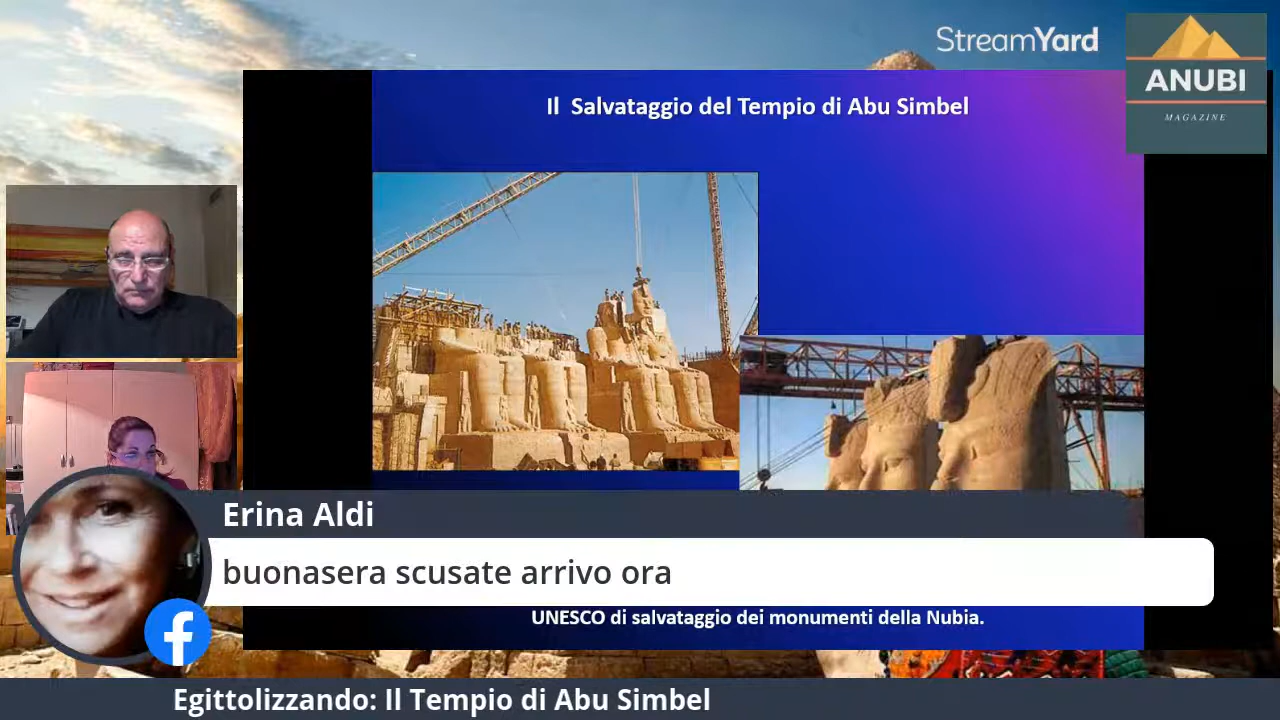 StreamYard
ANUBI
MAGAZINE
Il Salvataggio del Tempio di Abu Simbel
Erina Aldi
buonasera scusate arrivo ora
UNESCO di salvataggio dei monumenti della Nubia.
Egittolizzando: Il Tempio di Abu Simbel